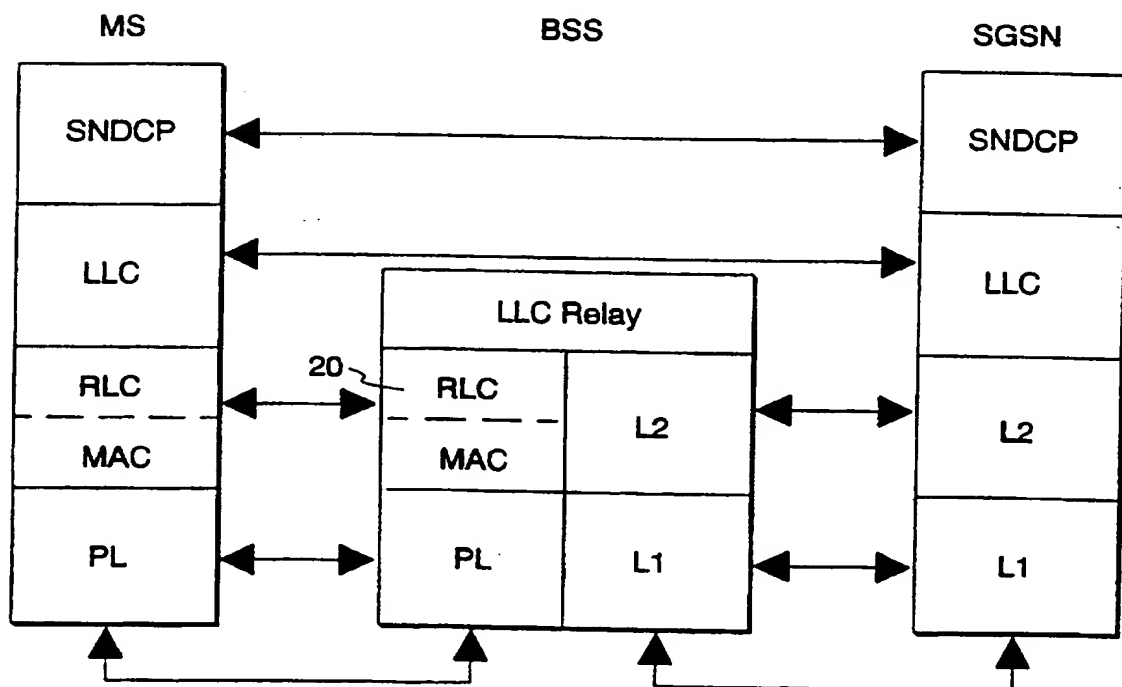 MS
BSS
SGSN
SNDCP
SNDCP
LLC
LLC
LLC Relay
20
RLC
RLC
L2
L2
MAC
MAC
PL
PL
L1
L1